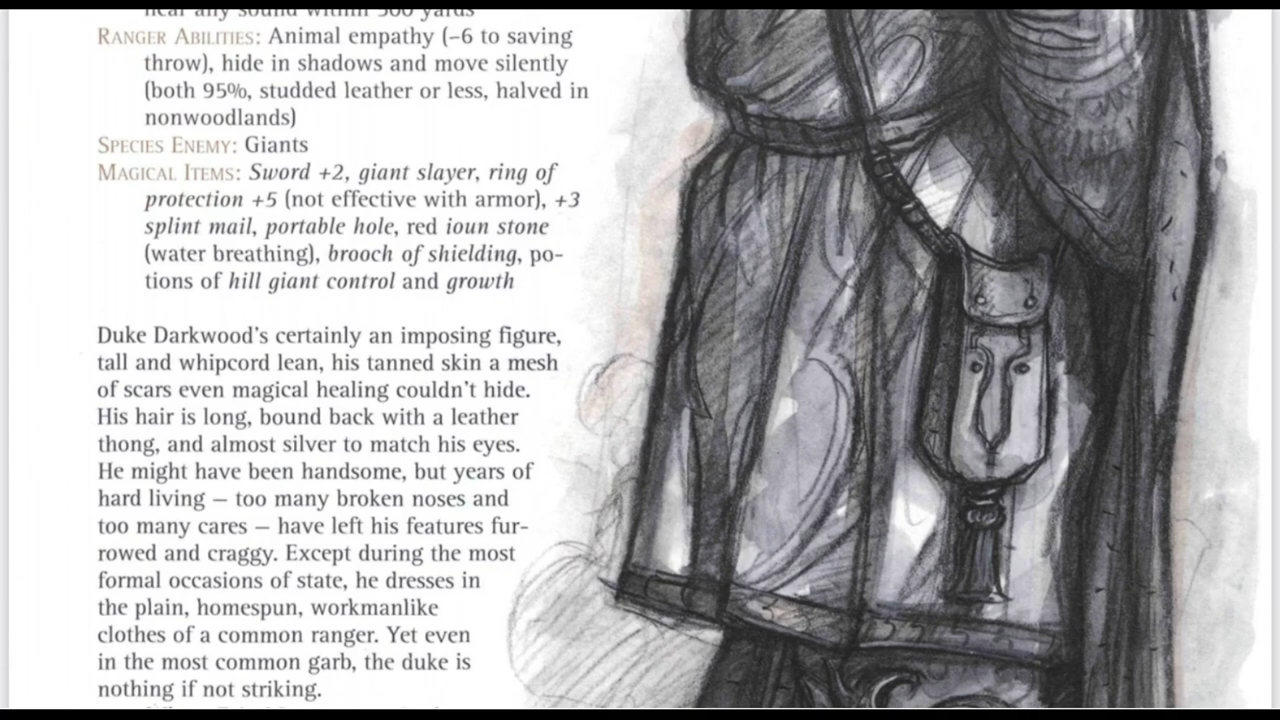 hear any sound within 300 yards
RANGER ABILITIES: Animal empathy (–6 to saving
throw), hide in shadows and move silently
(both 95%, studded leather or less, halved in
nonwoodlands)
SPECIES ENEMY: Giants
MAGICAL ITEMS: Sword +2, giant slayer, ring of
protection +5 (not effective with armor), +3
splint mail, portable hole, red ioun stone
(water breathing), brooch of shielding, po-
tions of hill giant control and growth
Duke Darkwood's certainly an imposing figure,
tall and whipcord lean, his tanned skin a mesh
of scars even magical healing couldn't hide.
His hair is long, bound back with a leather
thong, and almost silver to match his eyes.
He might have been handsome, but years of
hard living — too many broken noses and
too many cares — have left his features fur-
rowed and craggy. Except during the most
formal occasions of state, he dresses in
the plain, homespun, workmanlike
clothes of a common ranger. Yet even
in the most common garb, the duke is
nothing if not striking.